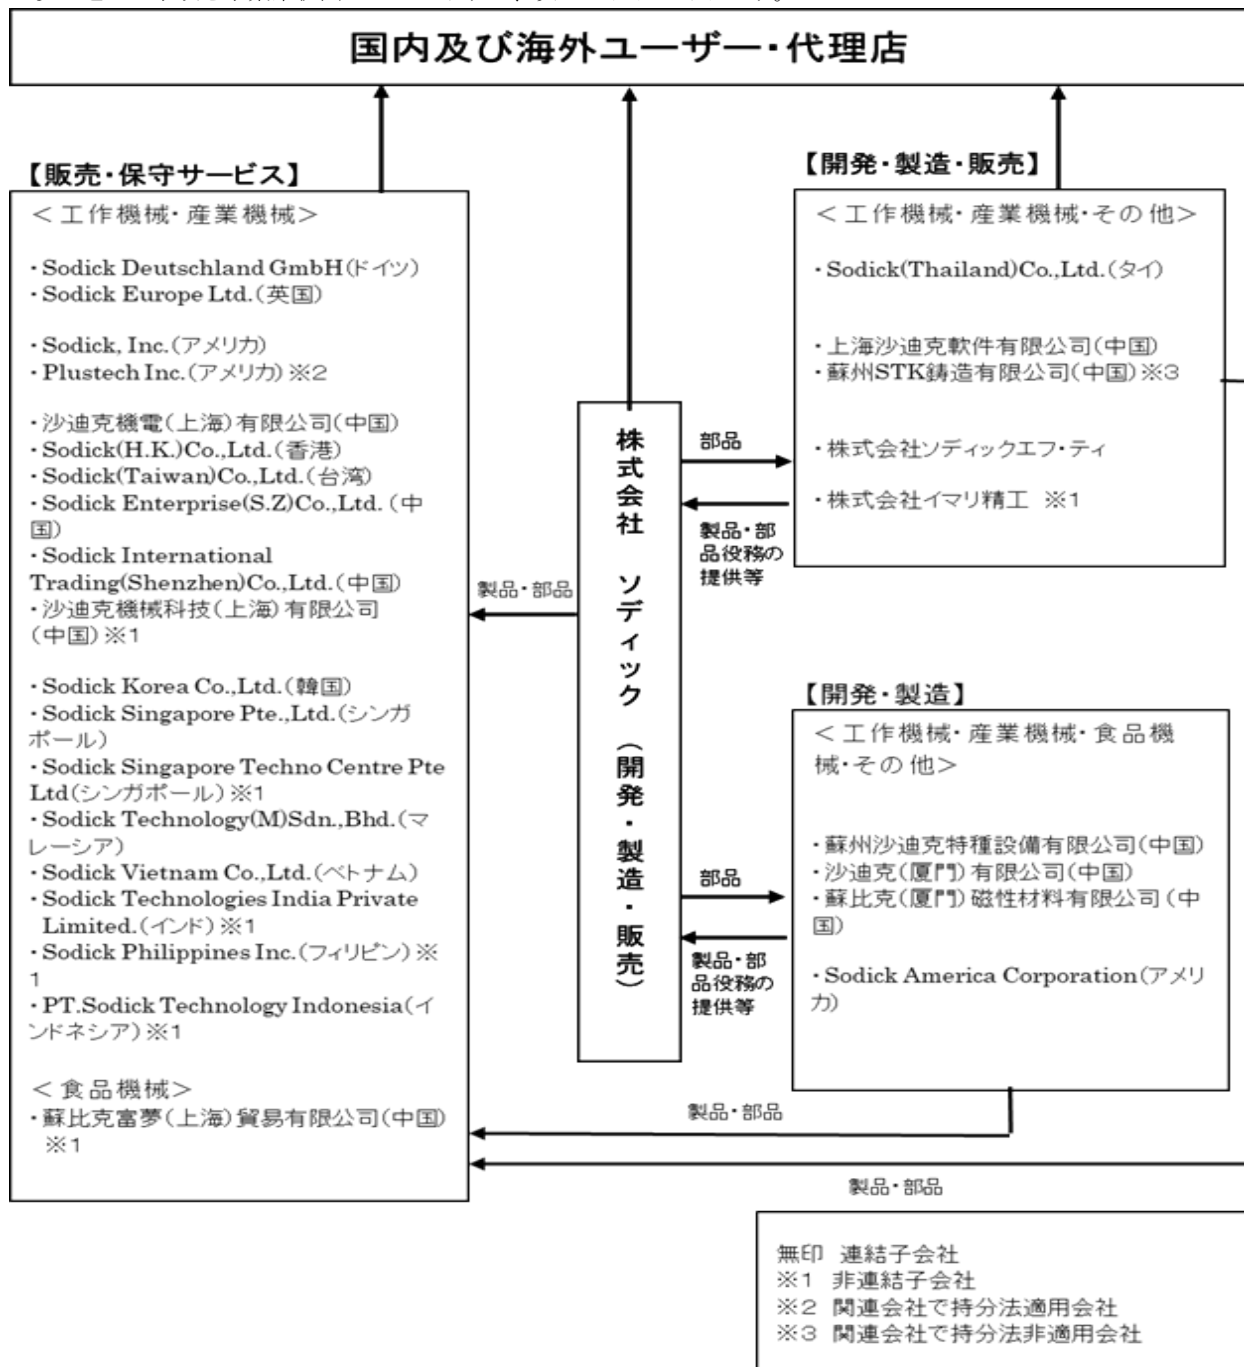 国内及び海外ユーザー・代理店
【販売・保守サービス】
＜工作機械・産業機械＞
・Sodick Deutschland GmbH(ドイツ)
・Sodick Europe Ltd.(英国)
・Sodick, Inc.(アメリカ)
・Plustech Inc.(アメリカ)※2
・沙迪克機電(上海)有限公司(中国)
・Sodick(H.K.)Co.,Ltd.(香港)
・Sodick(Taiwan)Co.,Ltd.(台湾)
・Sodick Enterprise(S.Z)Co.,Ltd.(中
国)
・Sodick International
Trading(Shenzhen)Co.,Ltd.(中国)
・沙迪克機械科技(上海)有限公司
(中国)※1
・Sodick Korea Co.,Ltd.(韓国)
・Sodick Singapore Pte.,Ltd.(シンガ
ポール)
・Sodick Singapore Techno Centre Pte
Ltd(シンガポール)※1
・Sodick Technology(M)Sdn.,Bhd.(マ
レーシア)
・Sodick Vietnam Co.,Ltd.(ベトナム)
・Sodick Technologies India Private
Limited.(インド)※1
・Sodick Philippines Inc.(フィリピン)※
1
・PT.Sodick Technology Indonesia(イ
ンドネシア)※1
＜食品機械＞
・蘇比克富夢(上海)貿易有限公司(中国)
※1
製品・部品
株式会社 ソディック (開発・製造・販売)
部品
製品・部
品役務の
提供等
部品
製品・部
品役務の
提供等
【開発・製造・販売】
＜工作機械・産業機械・その他＞
・Sodick(Thailand)Co.,Ltd.(タイ)
・上海沙迪克軟件有限公司(中国)
・蘇州STK鋳造有限公司(中国)※3
・株式会社ソディックエフ・ティ
・株式会社イマリ精工 ※1
【開発・製造】
＜工作機械・産業機械・食品機
械・その他＞
・蘇州沙迪克特種設備有限公司(中国)
・沙迪克(厦門)有限公司(中国)
・蘇比克(厦門)磁性材料有限公司(中
国)
・Sodick America Corporation(アメリ
カ)
製品・部品
製品・部品
無印 連結子会社
※1 非連結子会社
※2 関連会社で持分法適用会社
※3 関連会社で持分法非適用会社